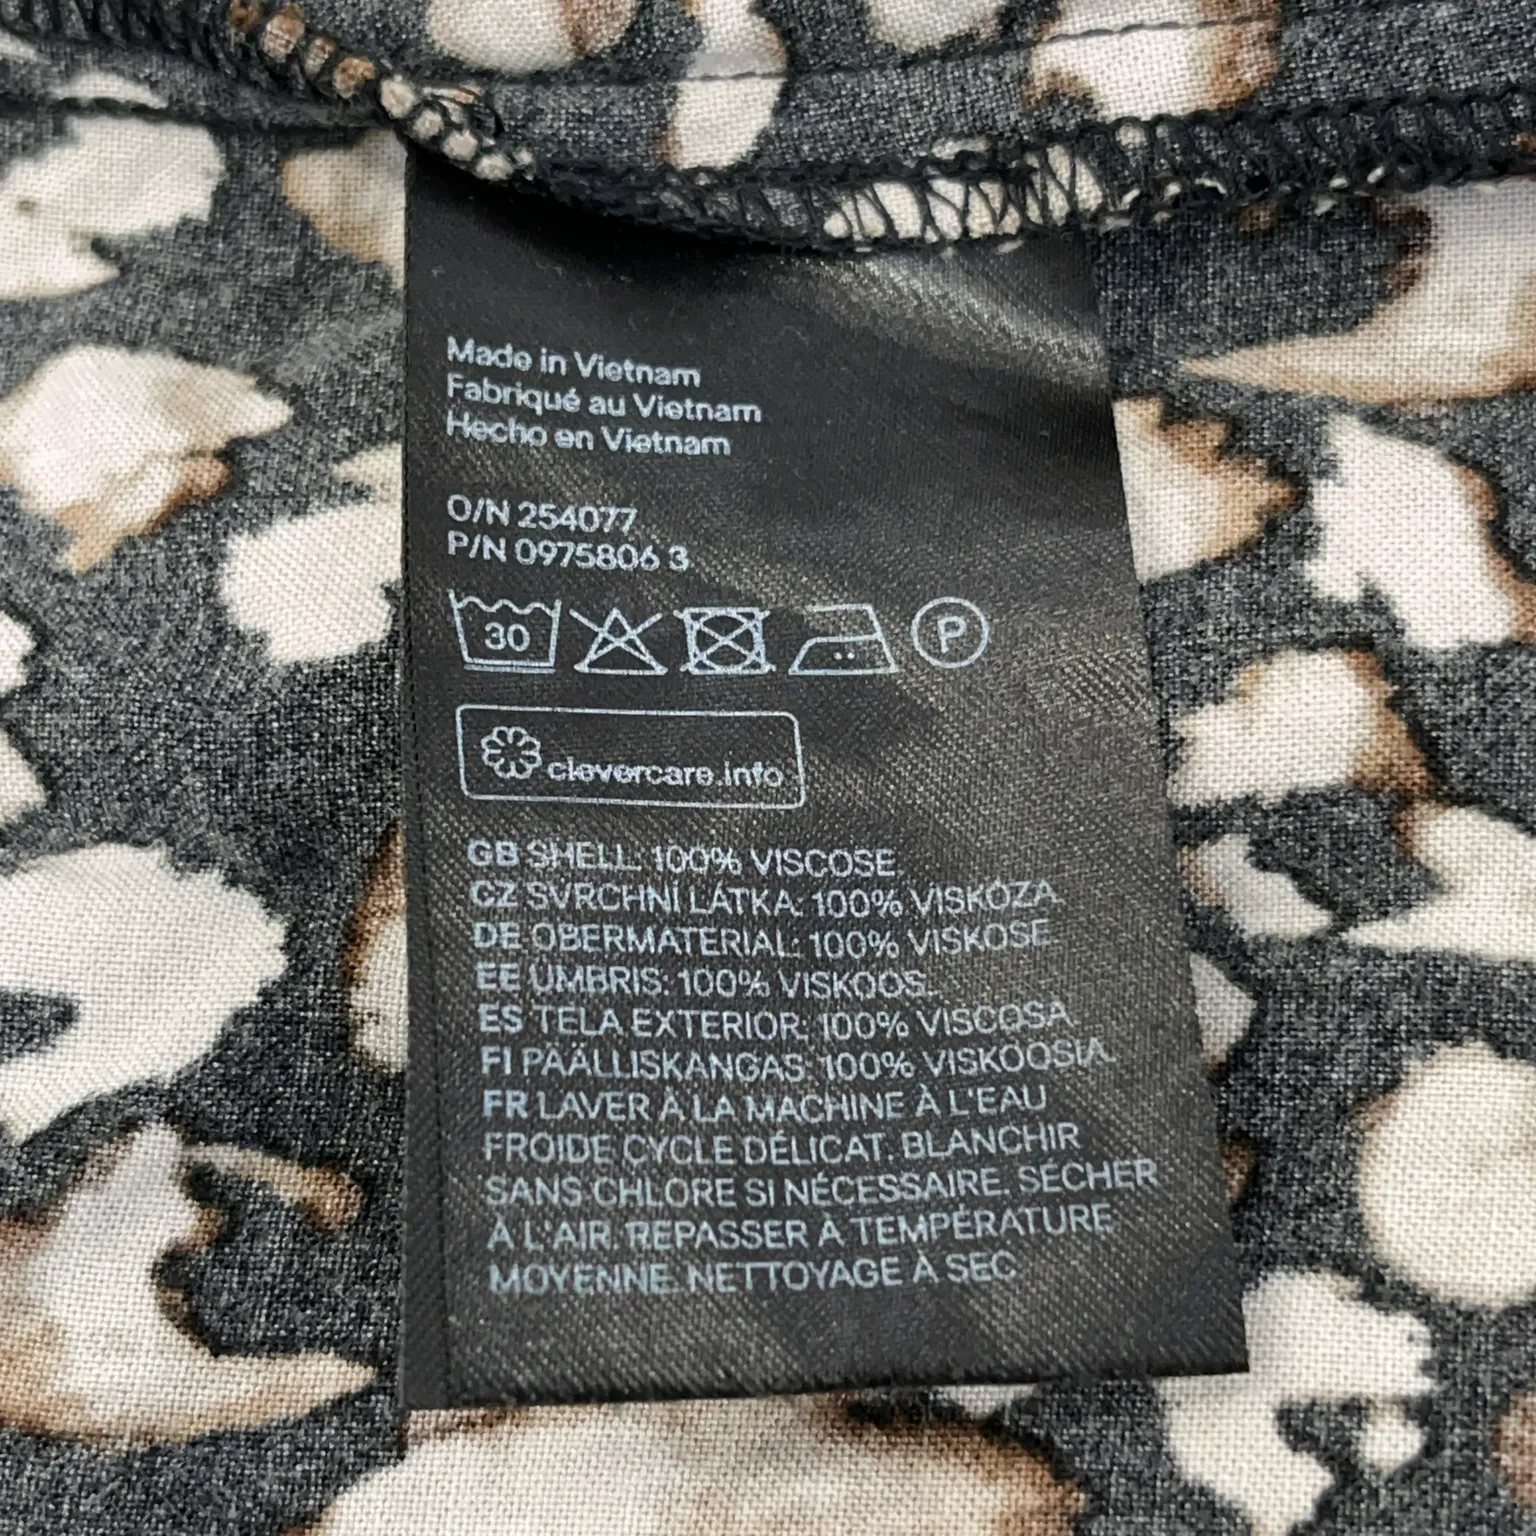 Made in Vietnam
Fabriqué au Vietnam
Hecho en Vietnam
O/N 254077
P/N 0975806 3
30 P
clevercare.info
GB SHELL: 100% VISCOSE.
CZ SVRCHNÍ LÁTKA: 100% VISKÓZA.
DE OBERMATERIAL: 100% VISKOSE.
EE UMBRIS: 100% VISKOOS.
ES TELA EXTERIOR: 100% VISCOSA.
FI PÄÄLLISKANGAS: 100% VISKOOSIA.
FR LAVER À LA MACHINE À L'EAU
FROIDE CYCLE DÉLICAT. BLANCHIR
SANS CHLORE SI NÉCESSAIRE. SÉCHER
À L'AIR. REPASSER À TEMPÉRATURE
MOYENNE. NETTOYAGE À SEC